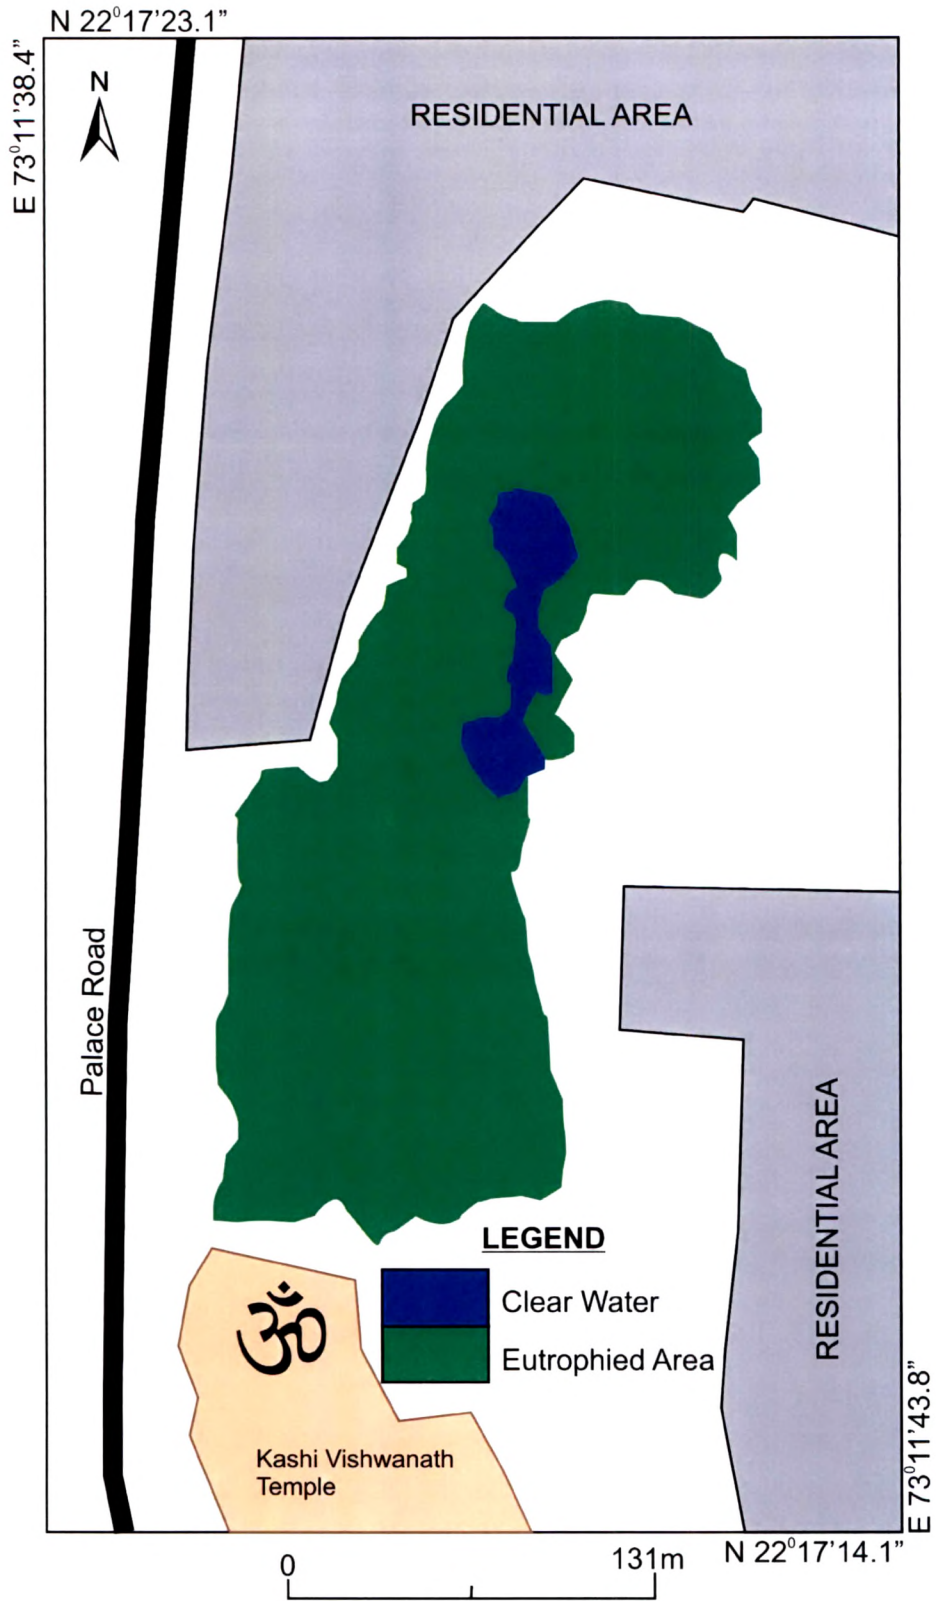 N 22⁰17’23.1”
E 73⁰11’38.4”
N
RESIDENTIAL AREA
Palace Road
RESIDENTIAL AREA
LEGEND
Clear Water
Eutrophied Area
ॐ
Kashi Vishwanath
Temple
E 73⁰11’43.8”
N 22⁰17’14.1”
0
131m